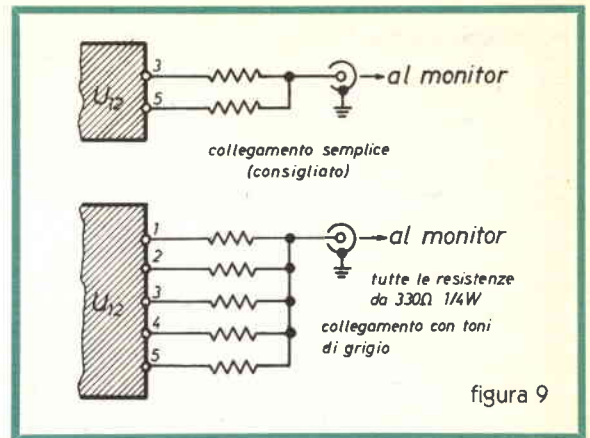 U12
3
5
al monitor
collegamento semplice
(consigliato)
U12
1
2
3
4
5
al monitor
tutte le resistenze
da 330Ω 1/4W
collegamento con toni
di grigio
figura 9